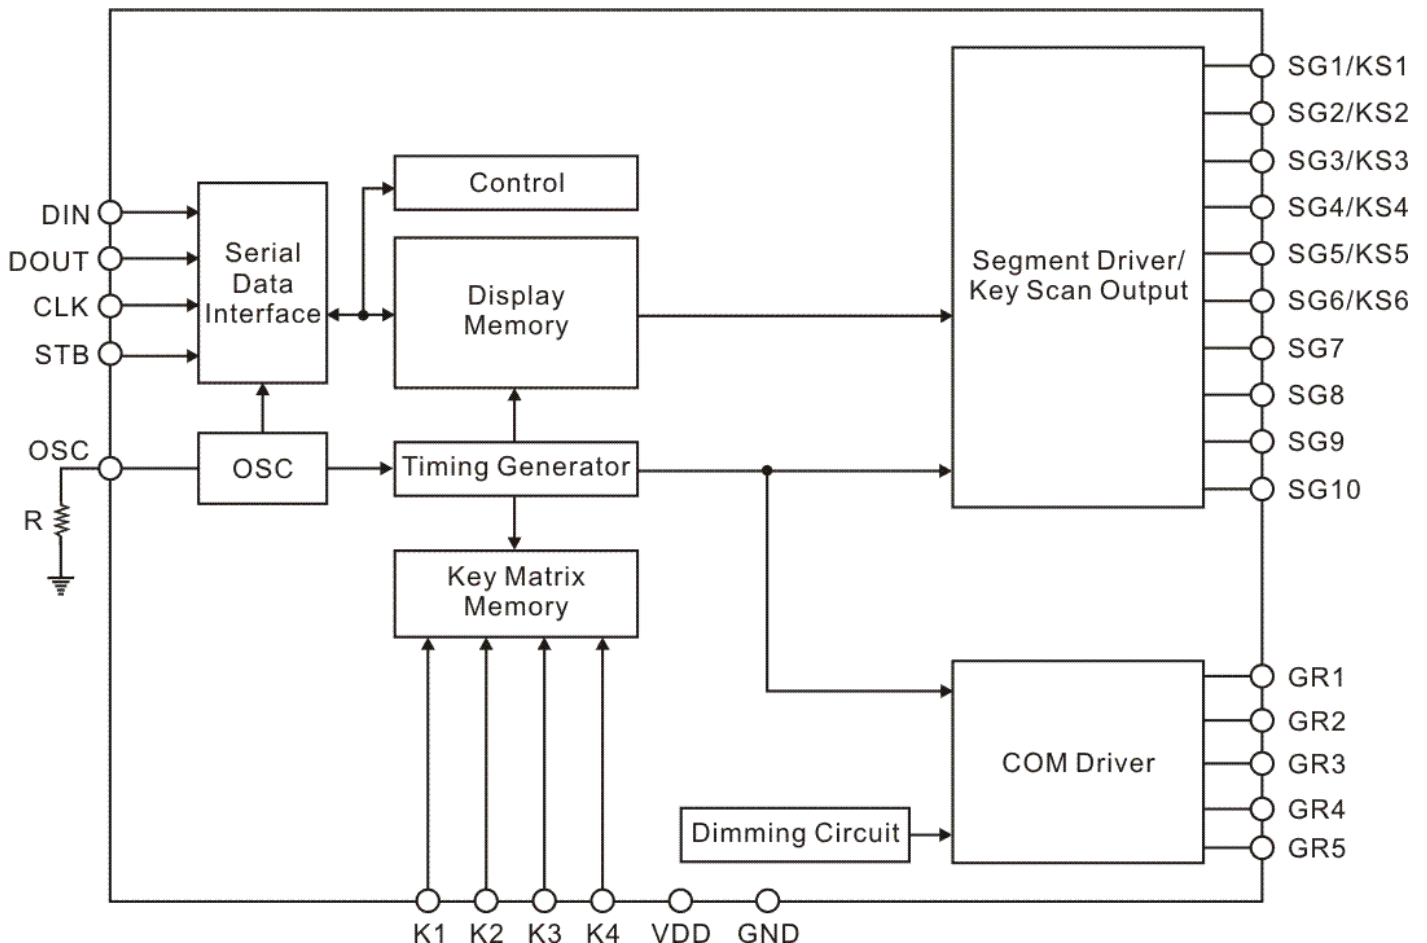 DIN
DOUT
CLK
STB
OSC
R
Serial
Data
Interface
OSC
Control
Display
Memory
Timing Generator
Key Matrix
Memory
Segment Driver/
Key Scan Output
COM Driver
Dimming Circuit
SG1/KS1
SG2/KS2
SG3/KS3
SG4/KS4
SG5/KS5
SG6/KS6
SG7
SG8
SG9
SG10
GR1
GR2
GR3
GR4
GR5
K1 K2 K3 K4 VDD GND